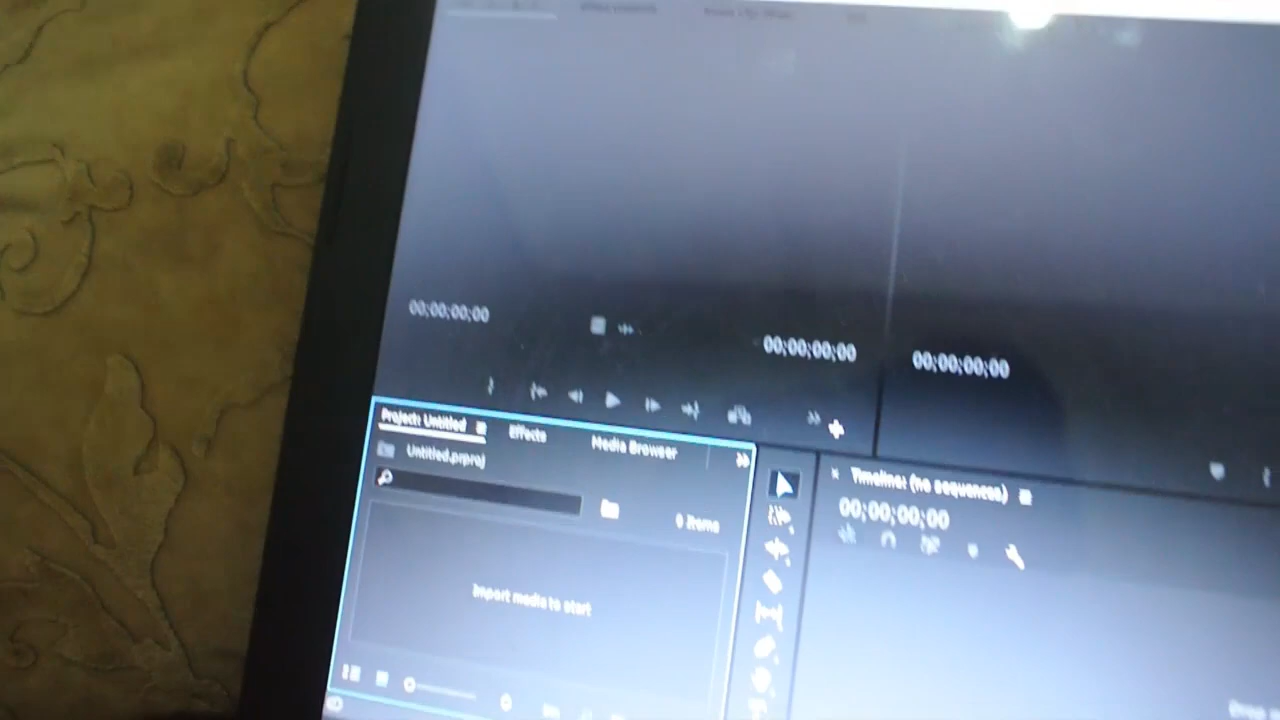 00;00;00;00
00;00;00;00
00;00;00;00
Project: Untitled
Effects
Media Browser
Untitled.prproj
0 Items
Import media to start
Timeline: (no sequences)
00;00;00;00